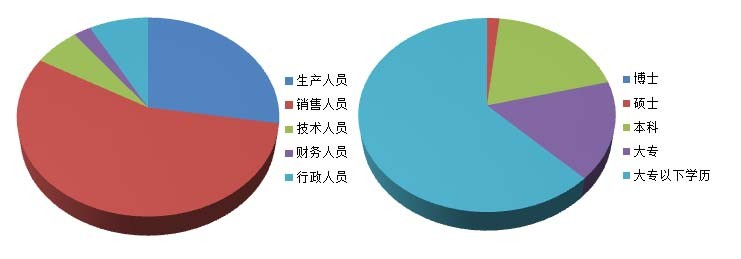 生产人员
销售人员
技术人员
财务人员
行政人员
博士
硕士
本科
大专
大专以下学历